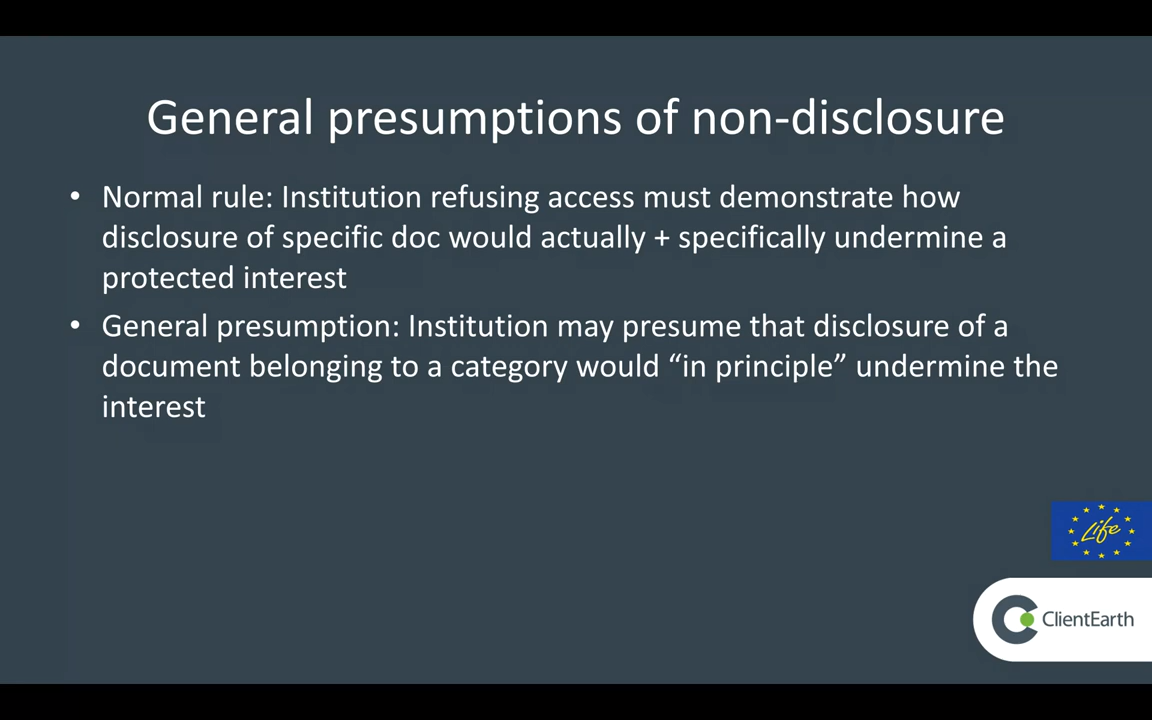 General presumptions of non-disclosure
• Normal rule: Institution refusing access must demonstrate how
disclosure of specific doc would actually + specifically undermine a
protected interest
• General presumption: Institution may presume that disclosure of a
document belonging to a category would “in principle” undermine the
interest
Life
ClientEarth